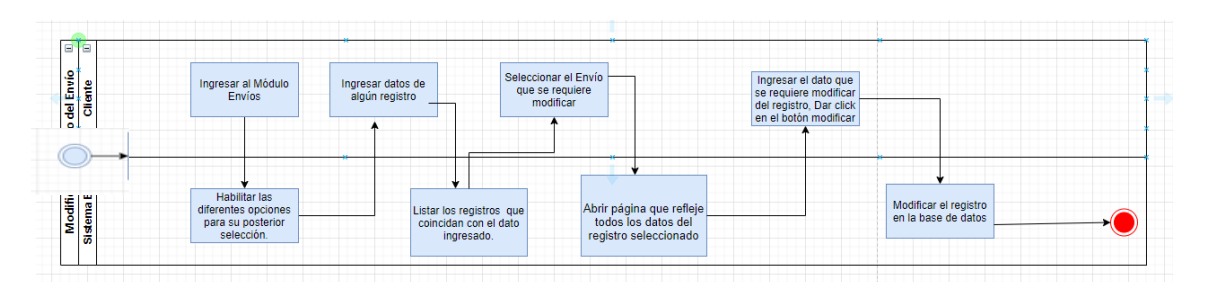 o del Envío
Modific
Cliente
Sistema E
Ingresar al Módulo
Envíos
Ingresar datos de
algún registro
Seleccionar el Envío
que se requiere
modificar
Ingresar el dato que
se requiere modificar
del registro, Dar click
en el botón modificar
Habilitar las
diferentes opciones
para su posterior
selección.
Listar los registros que
coincidan con el dato
ingresado.
Abrir página que refleje
todos los datos del
registro seleccionado
Modificar el registro
en la base de datos